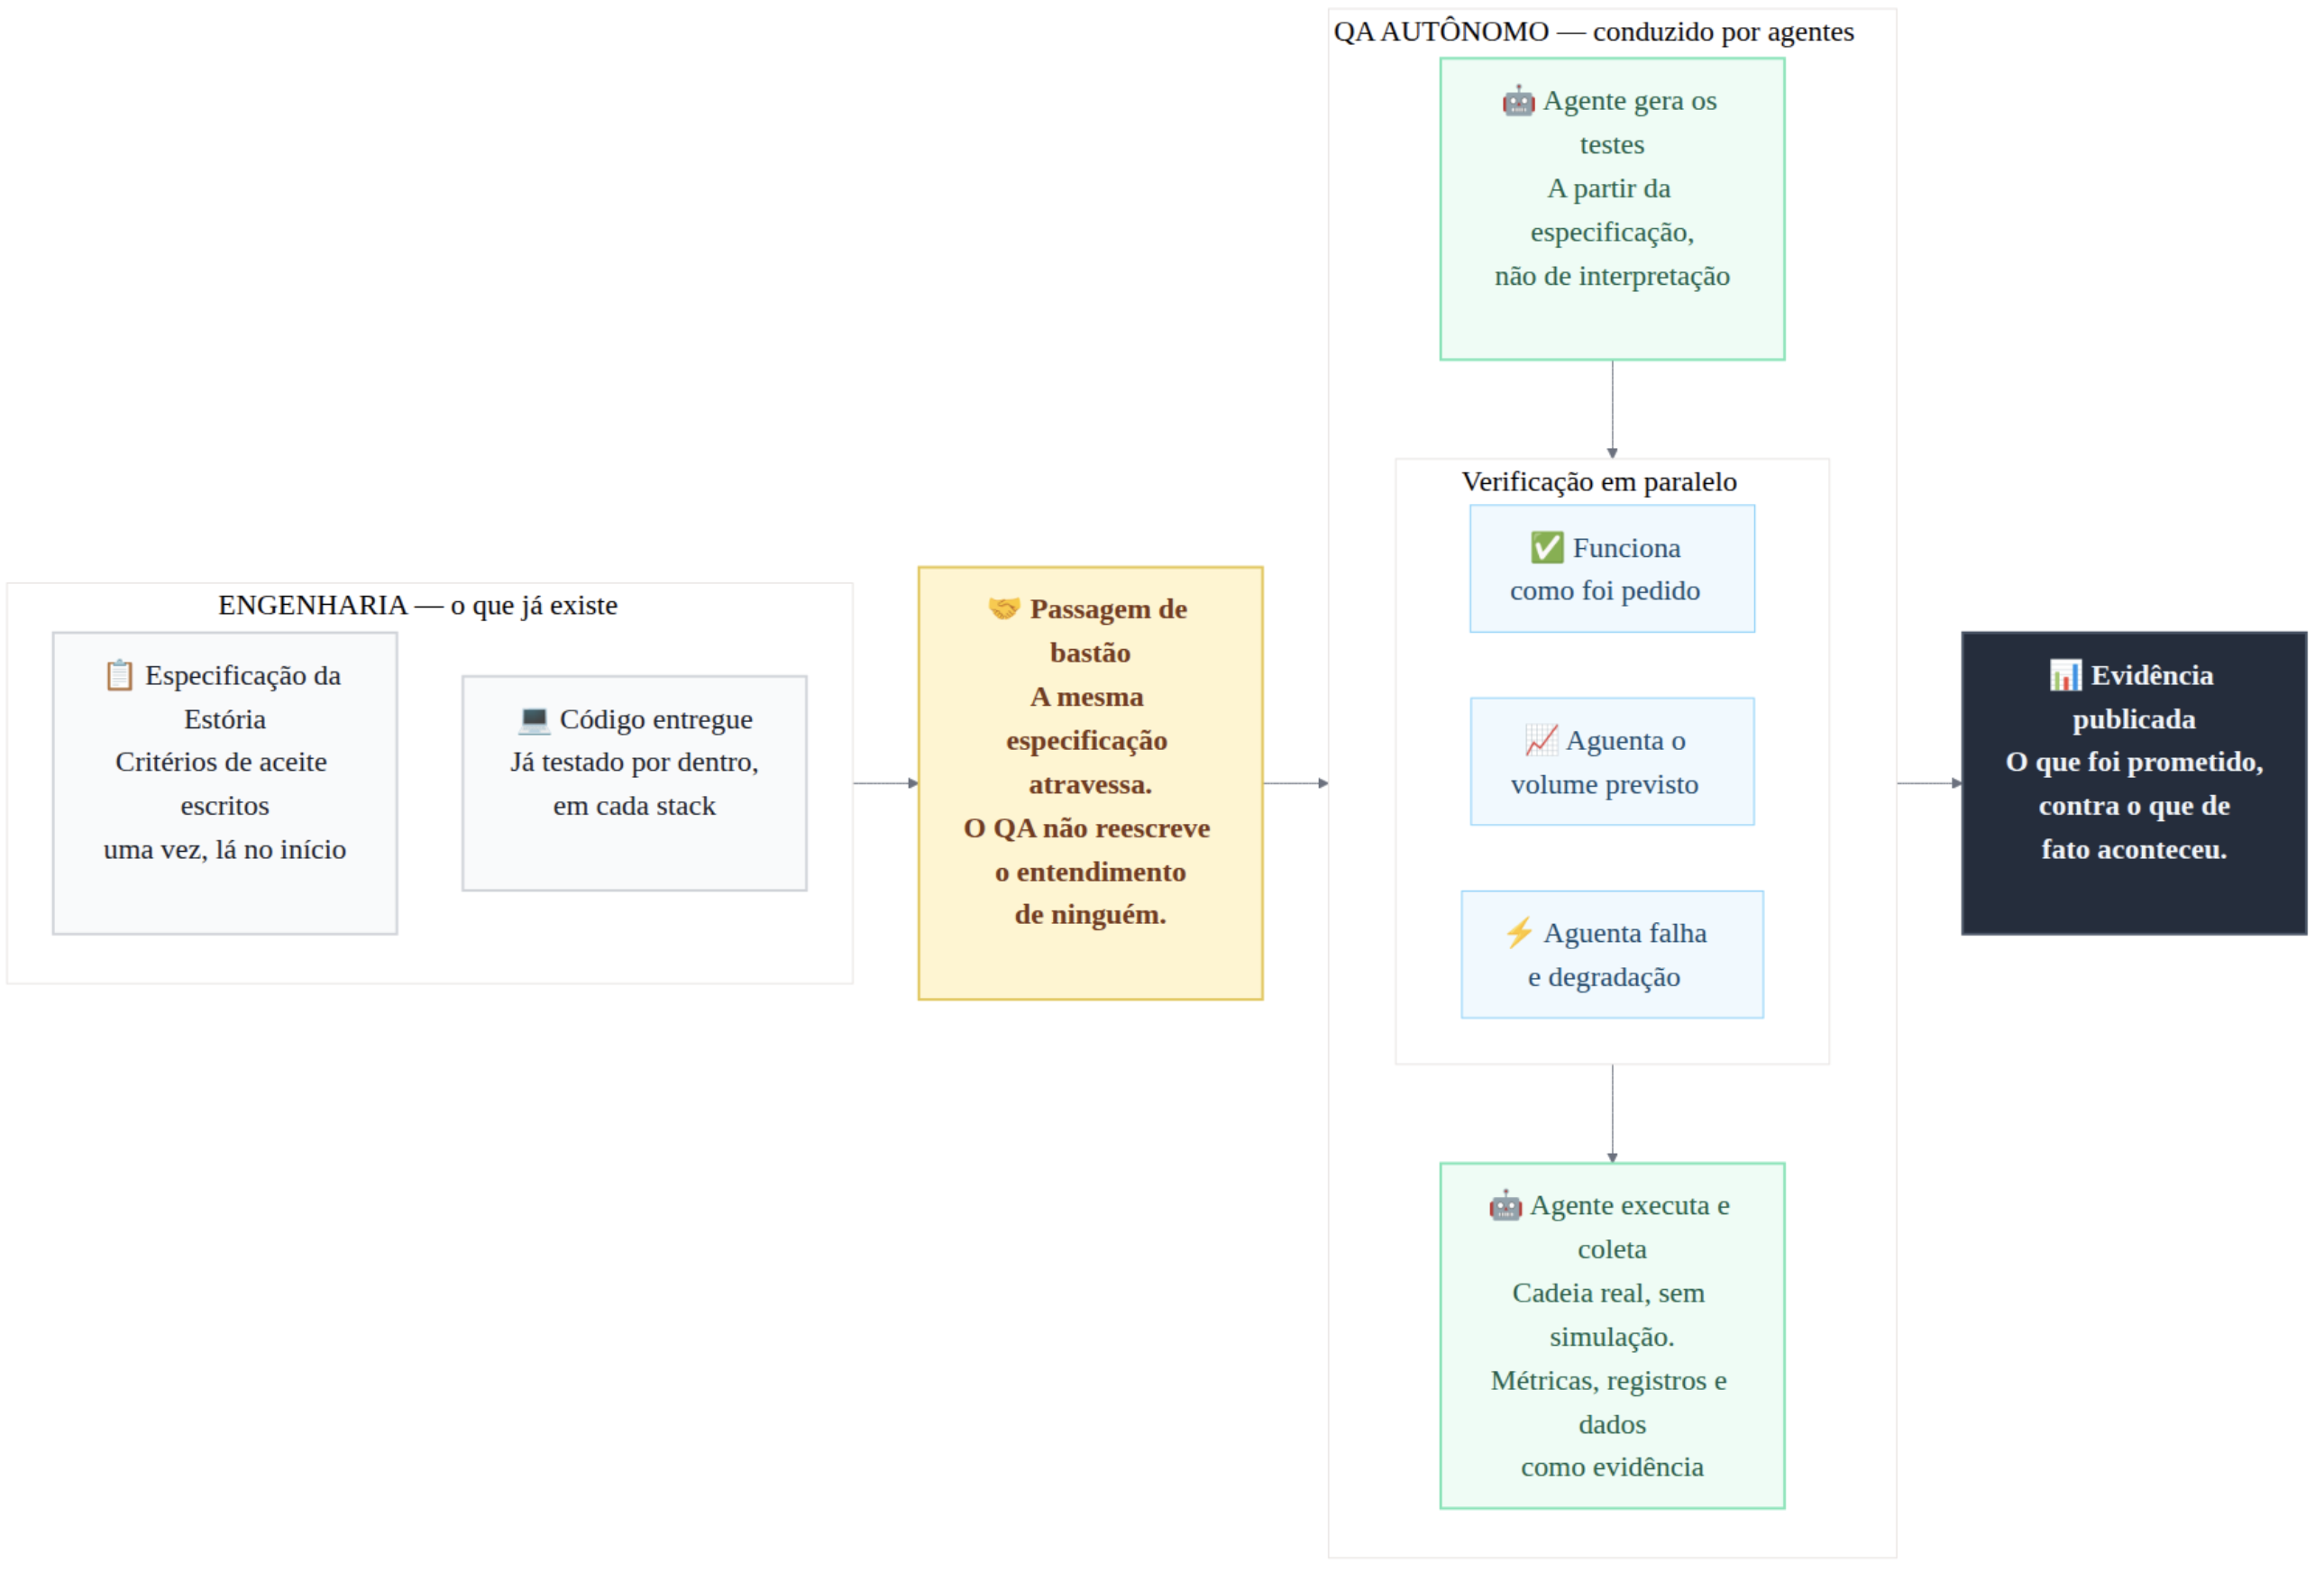 ENGENHARIA — o que já existe
📋 Especificação da
Estória
Critérios de aceite
escritos
uma vez, lá no início
💻 Código entregue
Já testado por dentro,
em cada stack
🤝 Passagem de
bastão
A mesma
especificação
atravessa.
O QA não reescreve
o entendimento
de ninguém.
QA AUTÔNOMO — conduzido por agentes
🤖 Agente gera os
testes
A partir da
especificação,
não de interpretação
Verificação em paralelo
✅ Funciona
como foi pedido
📈 Aguenta o
volume previsto
⚡ Aguenta falha
e degradação
🤖 Agente executa e
coleta
Cadeia real, sem
simulação.
Métricas, registros e
dados
como evidência
📊 Evidência
publicada
O que foi prometido,
contra o que de
fato aconteceu.